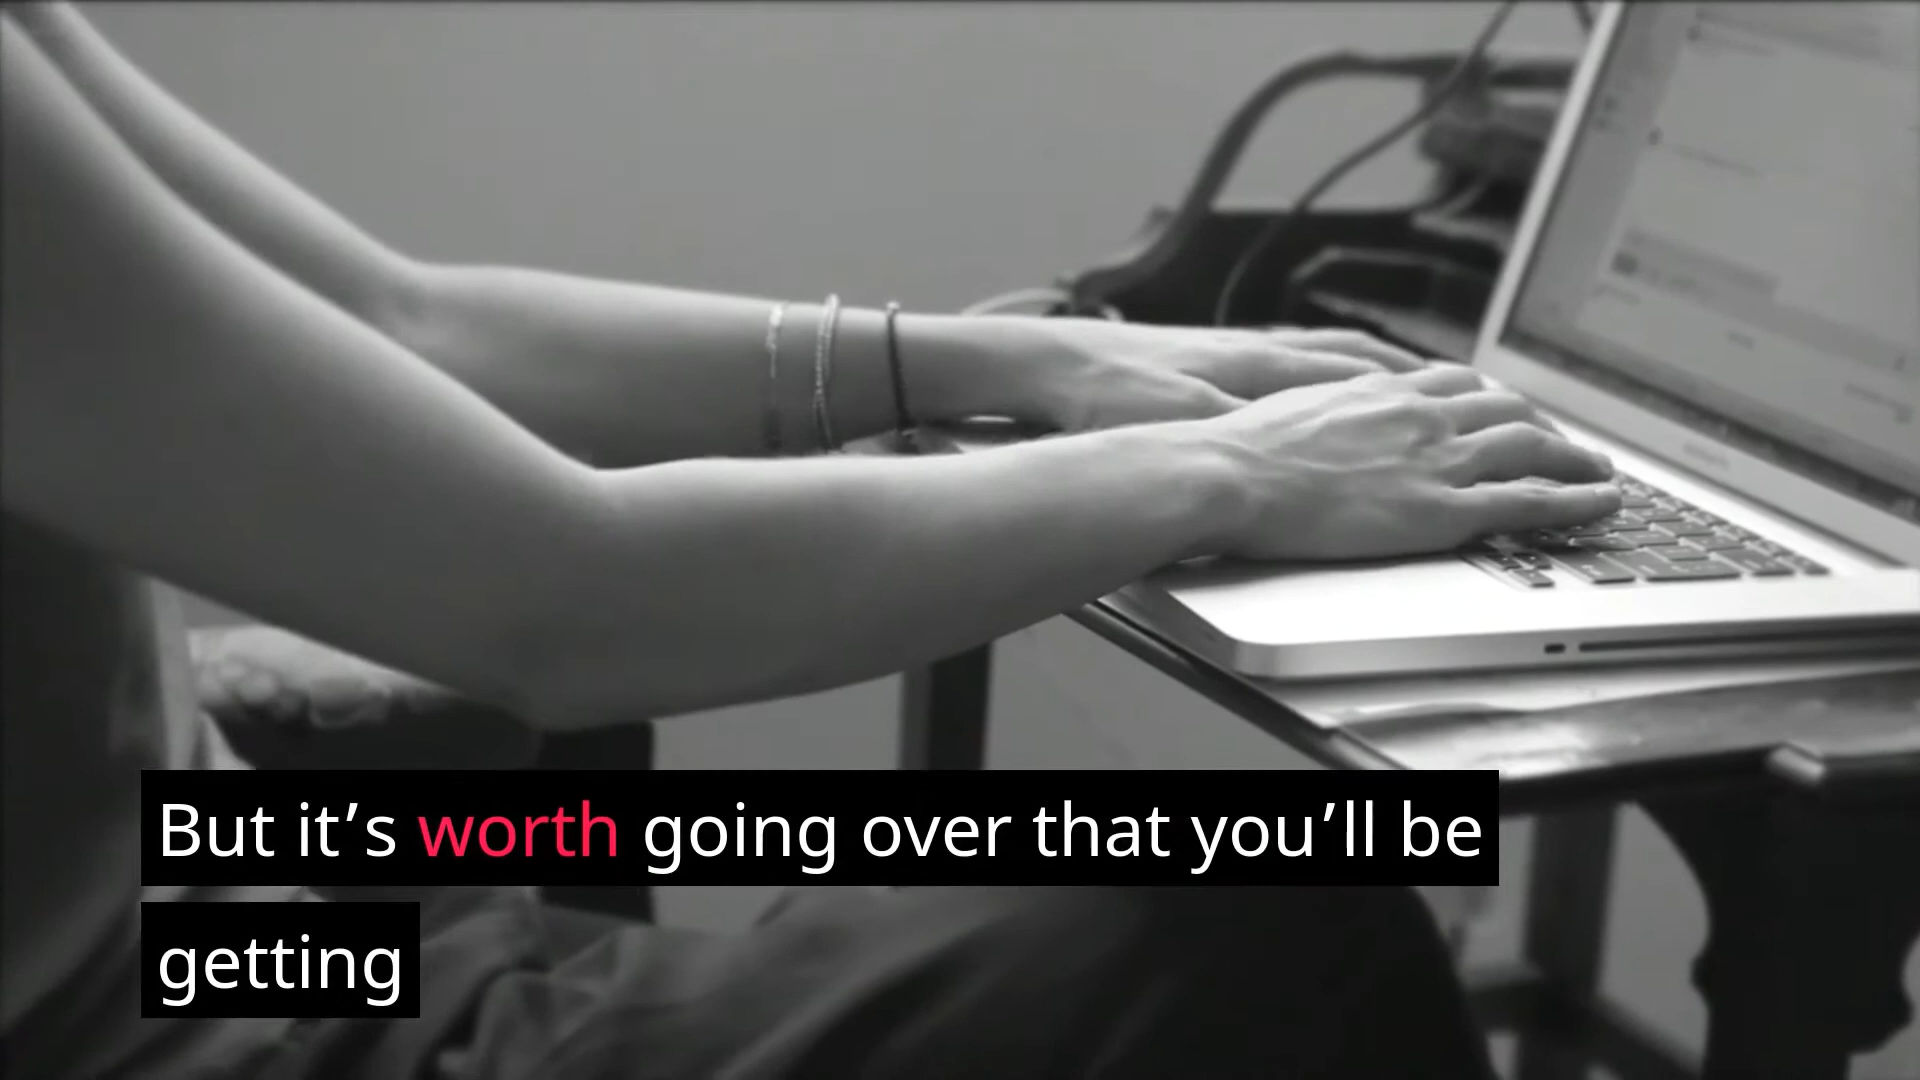 But it’s worth going over that you’ll be
getting